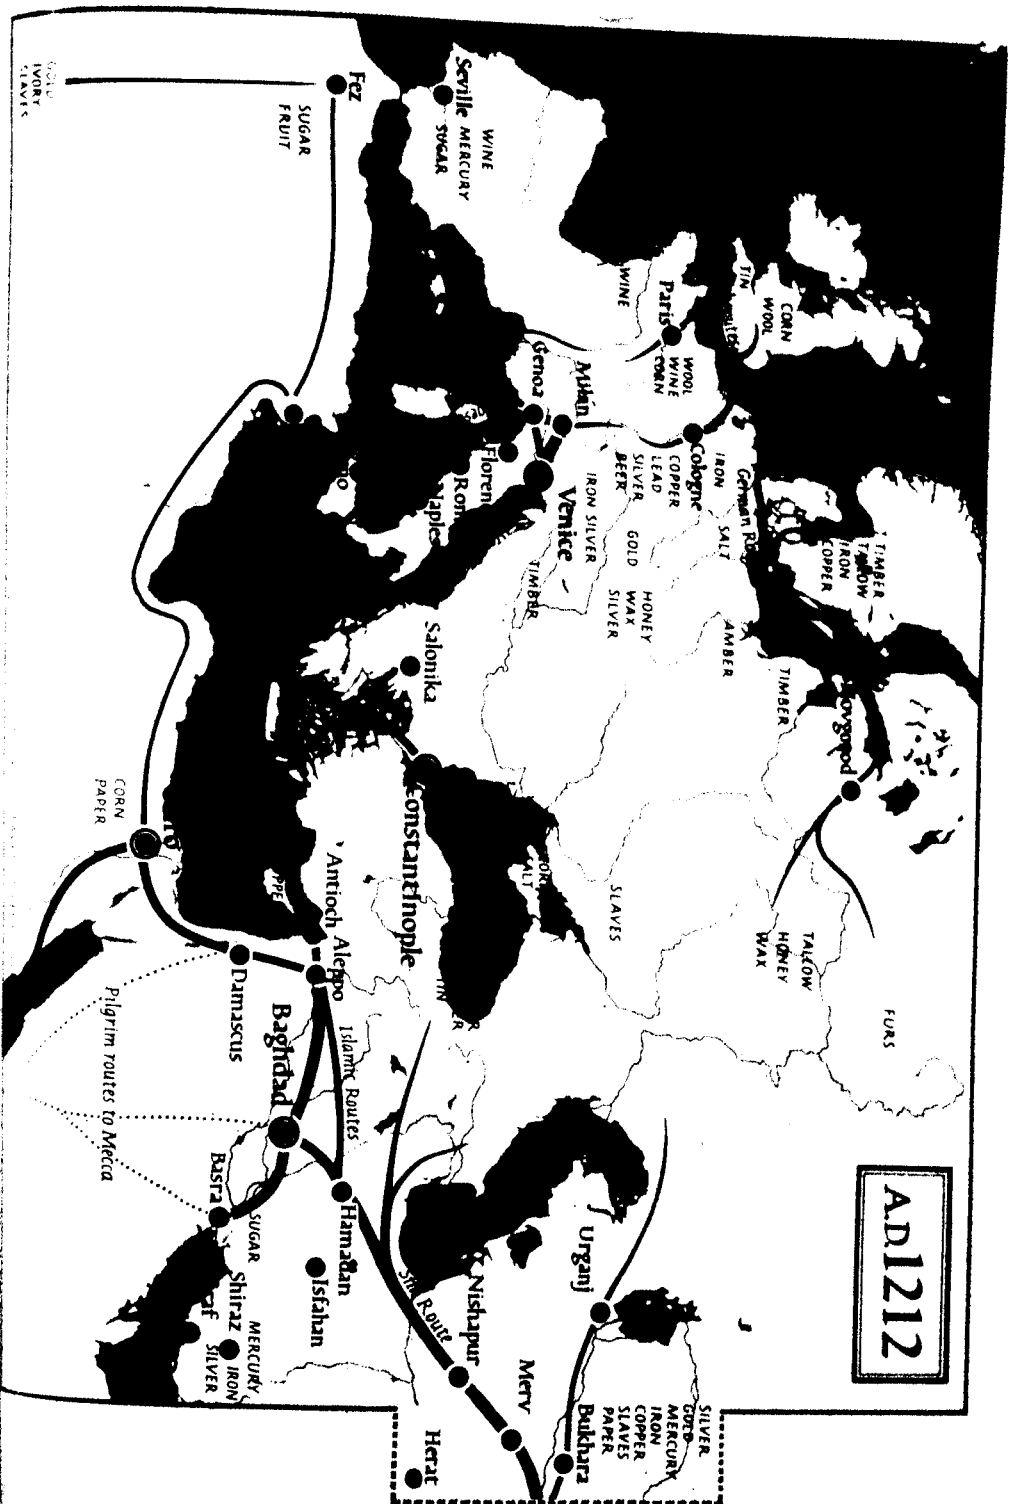 A.D.1212
TIMBER
TALLOW
IRON
COPPER
CORN
WOOL
TIN
FURS
TALLOW
HONEY
WAX
TIMBER
AMBER
SALT
IRON
Cologne
Paris
WOOL
WINE
CORN
WINE
COPPER
LEAD
SILVER
BEER
GOLD
HONEY
WAX
SILVER
IRON SILVER
SLAVES
Milan
Genoa
Venice
TIMBER
Seville
WINE
MERCURY
SUGAR
Fez
SUGAR
FRUIT
IVORY
SLAVES
Salonika
Constantinople
Antioch
Aleppo
Damascus
CORN
PAPER
Islamic Routes
Baghdad
Pilgrim routes to Mecca
Basra
SUGAR
Hamadan
Isfahan
Shiraz
MERCURY
IRON
SILVER
Silk Route
Urganj
Nishapur
Merv
Bukhara
Herat
SILVER
GOLD
MERCURY
IRON
COPPER
SLAVES
PAPER